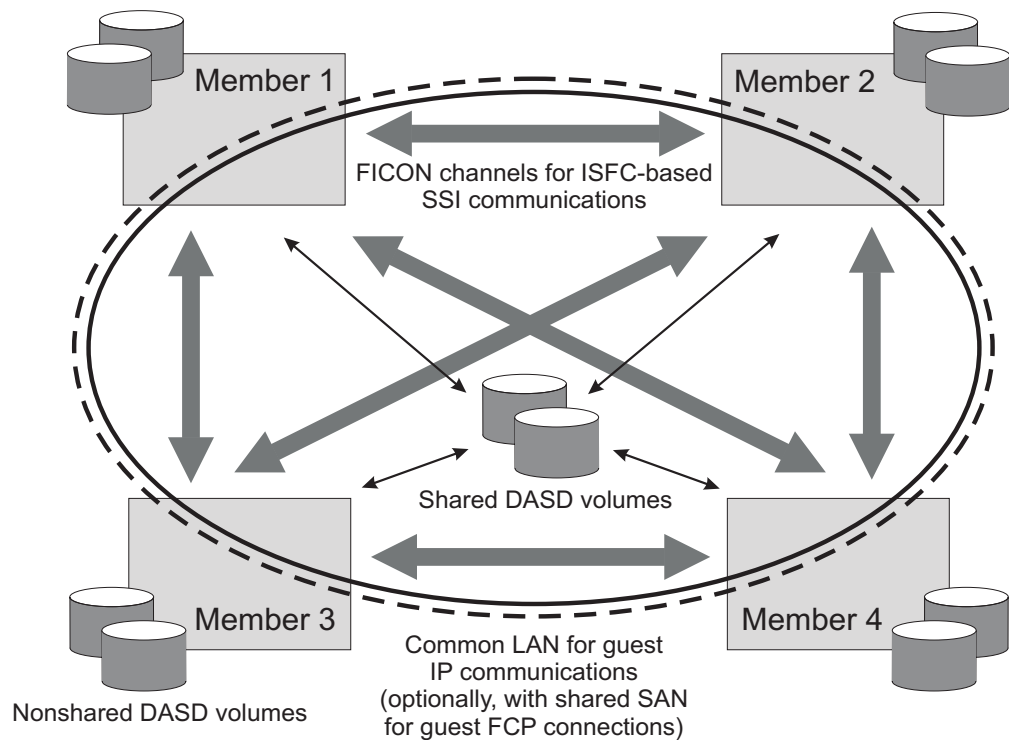 Member 1
Member 2
FICON channels for ISFC-based
SSI communications
Shared DASD volumes
Member 3
Member 4
Common LAN for guest
IP communications
(optionally, with shared SAN
for guest FCP connections)
Nonshared DASD volumes